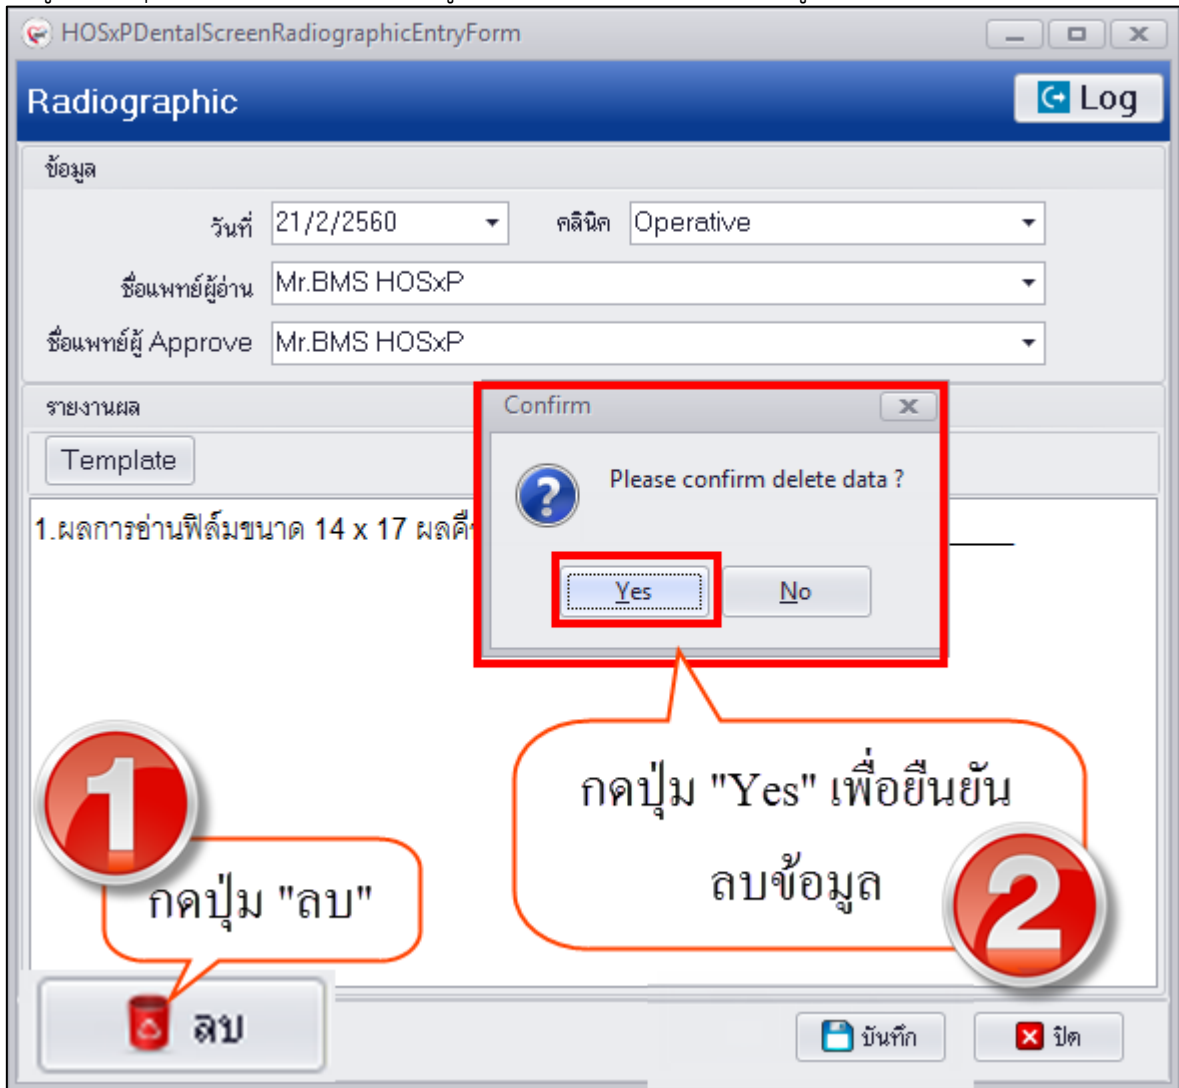 HOSxPDentalScreenRadiographicEntryForm
Radiographic
Log
ข้อมูล
วันที่ 21/2/2560 คลินิค Operative
ชื่อแพทย์ผู้อ่าน Mr.BMS HOSxP
ชื่อแพทย์ผู้ Approve Mr.BMS HOSxP
รายงานผล
Template
1.ผลการอ่านฟิล์มขนาด 14 x 17
Confirm
Please confirm delete data ?
Yes No
1
กดปุ่ม "ลบ"
กดปุ่ม "Yes" เพื่อยืนยัน
ลบข้อมูล
2
ลบ
บันทึก ปิด